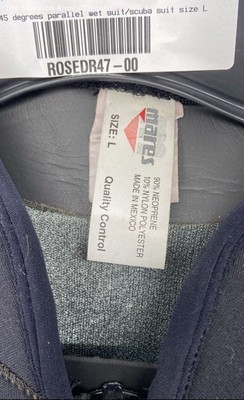 45 degrees parallel wet suit/scuba suit size L
ROSEDR47-00
mares
SIZE: L
90% NEOPRENE
10% NYLON POLYESTER
MADE IN MEXICO
Quality Control